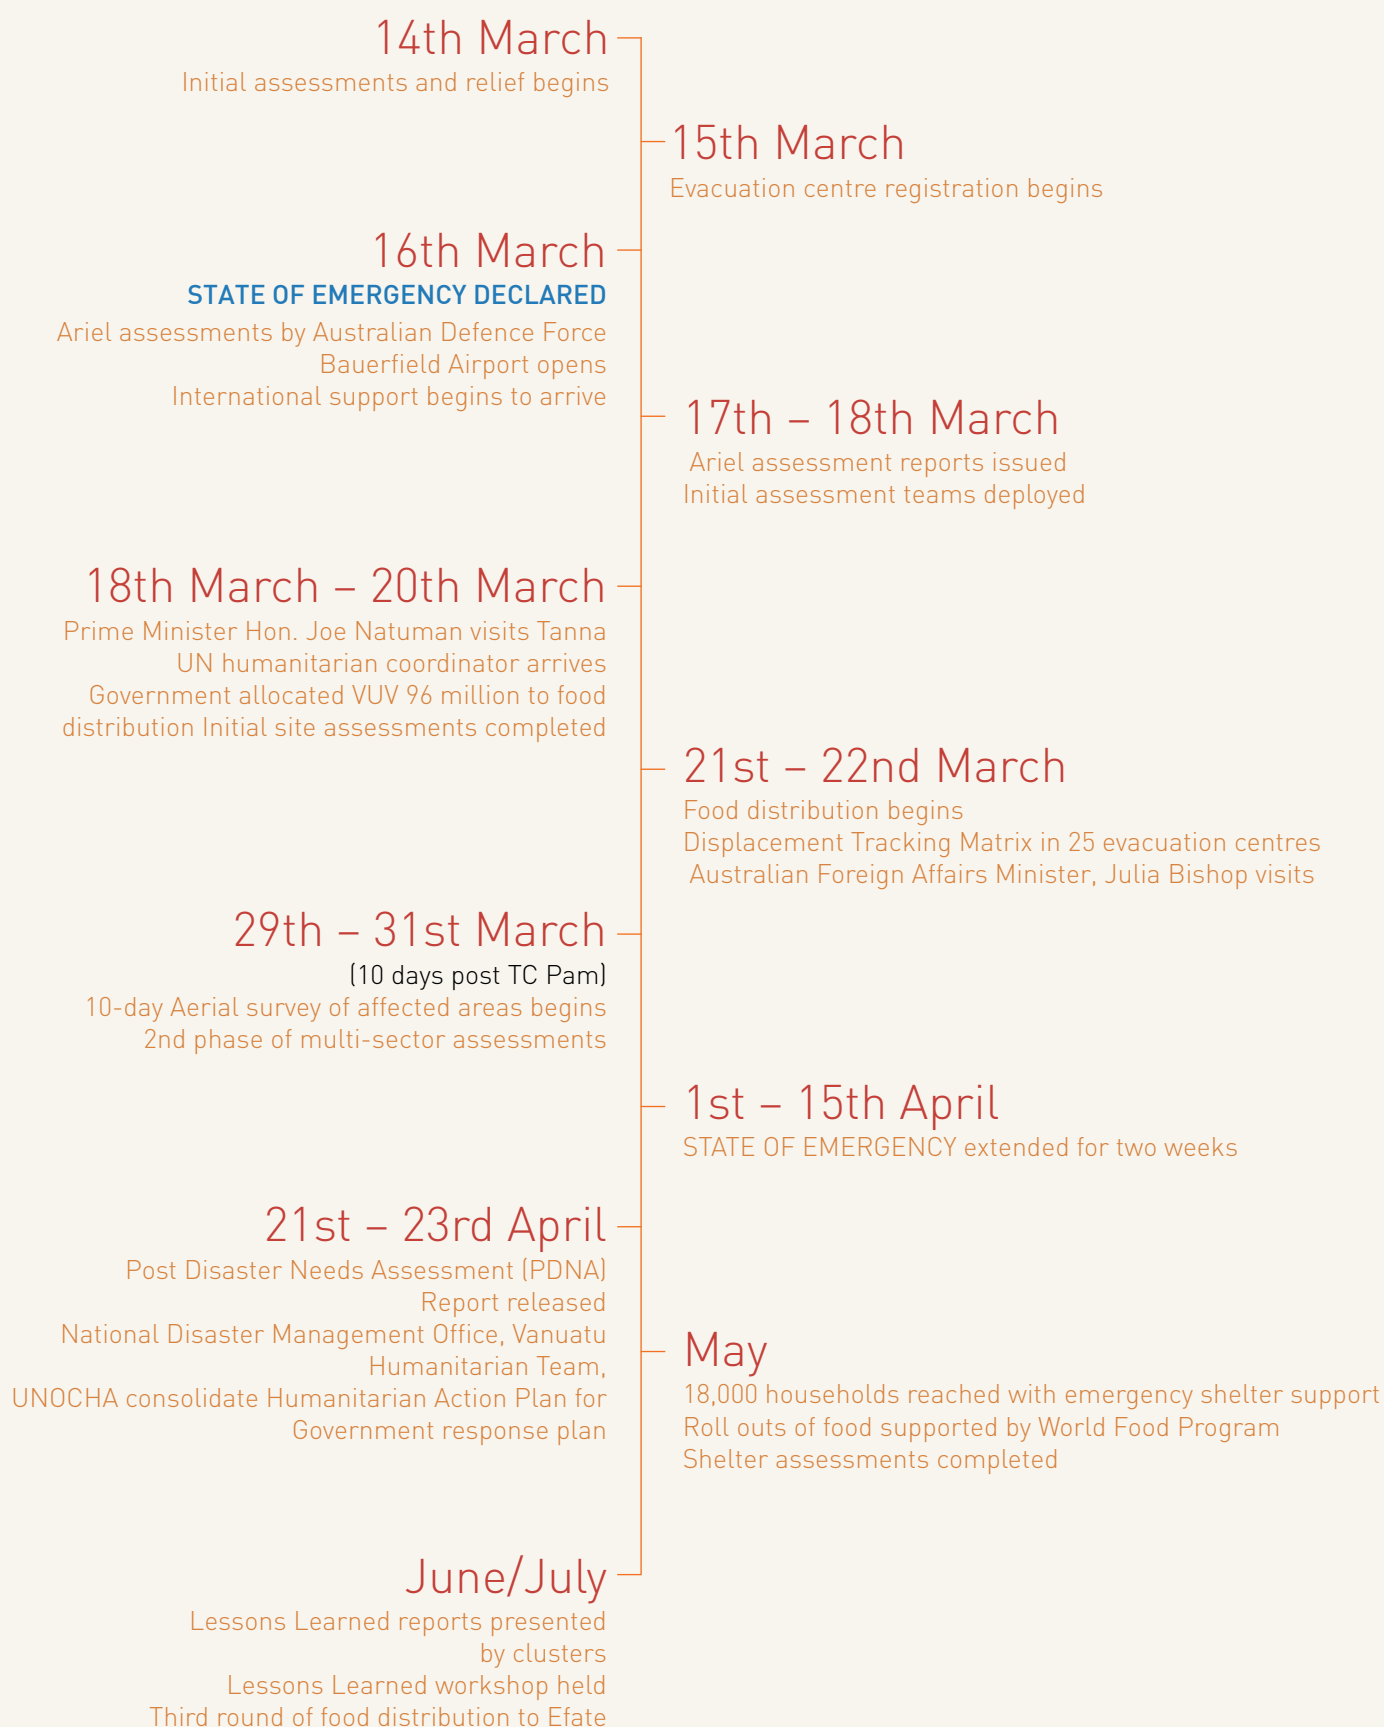 14th March
Initial assessments and relief begins
15th March
Evacuation centre registration begins
16th March
STATE OF EMERGENCY DECLARED
Ariel assessments by Australian Defence Force
Bauerfield Airport opens
International support begins to arrive
17th – 18th March
Ariel assessment reports issued
Initial assessment teams deployed
18th March – 20th March
Prime Minister Hon. Joe Natuman visits Tanna
UN humanitarian coordinator arrives
Government allocated VUV 96 million to food
distribution Initial site assessments completed
21st – 22nd March
Food distribution begins
Displacement Tracking Matrix in 25 evacuation centres
Australian Foreign Affairs Minister, Julia Bishop visits
29th – 31st March
(10 days post TC Pam)
10-day Aerial survey of affected areas begins
2nd phase of multi-sector assessments
1st – 15th April
STATE OF EMERGENCY extended for two weeks
21st – 23rd April
Post Disaster Needs Assessment (PDNA)
Report released
National Disaster Management Office, Vanuatu
Humanitarian Team,
UNOCHA consolidate Humanitarian Action Plan for
Government response plan
May
18,000 households reached with emergency shelter support
Roll outs of food supported by World Food Program
Shelter assessments completed
June/July
Lessons Learned reports presented
by clusters
Lessons Learned workshop held
Third round of food distribution to Efate